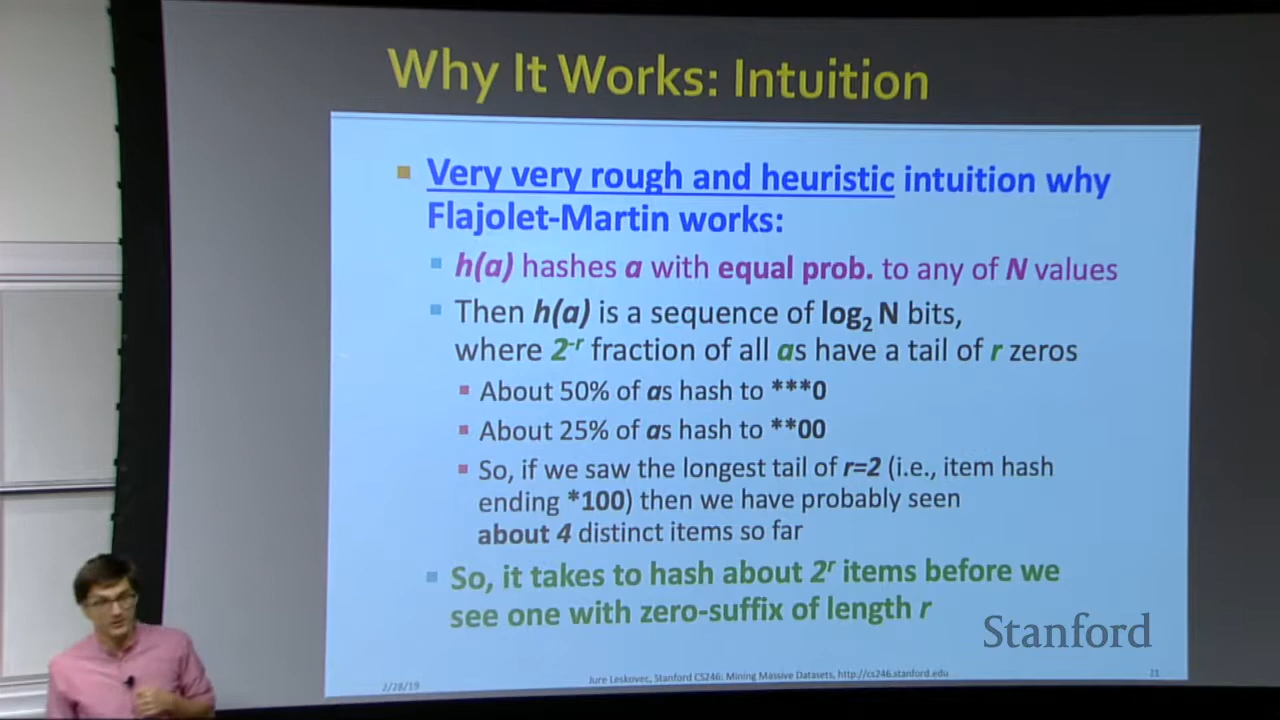 Why It Works: Intuition
Very very rough and heuristic intuition why
Flajolet-Martin works:
h(a) hashes a with equal prob. to any of N values
Then h(a) is a sequence of log2 N bits,
where 2-r fraction of all as have a tail of r zeros
About 50% of as hash to ***0
About 25% of as hash to **00
So, if we saw the longest tail of r=2 (i.e., item hash
ending *100) then we have probably seen
about 4 distinct items so far
So, it takes to hash about 2r items before we
see one with zero-suffix of length r
Stanford
2/28/19
Jure Leskovec, Stanford CS246: Mining Massive Datasets, http://cs246.stanford.edu
21